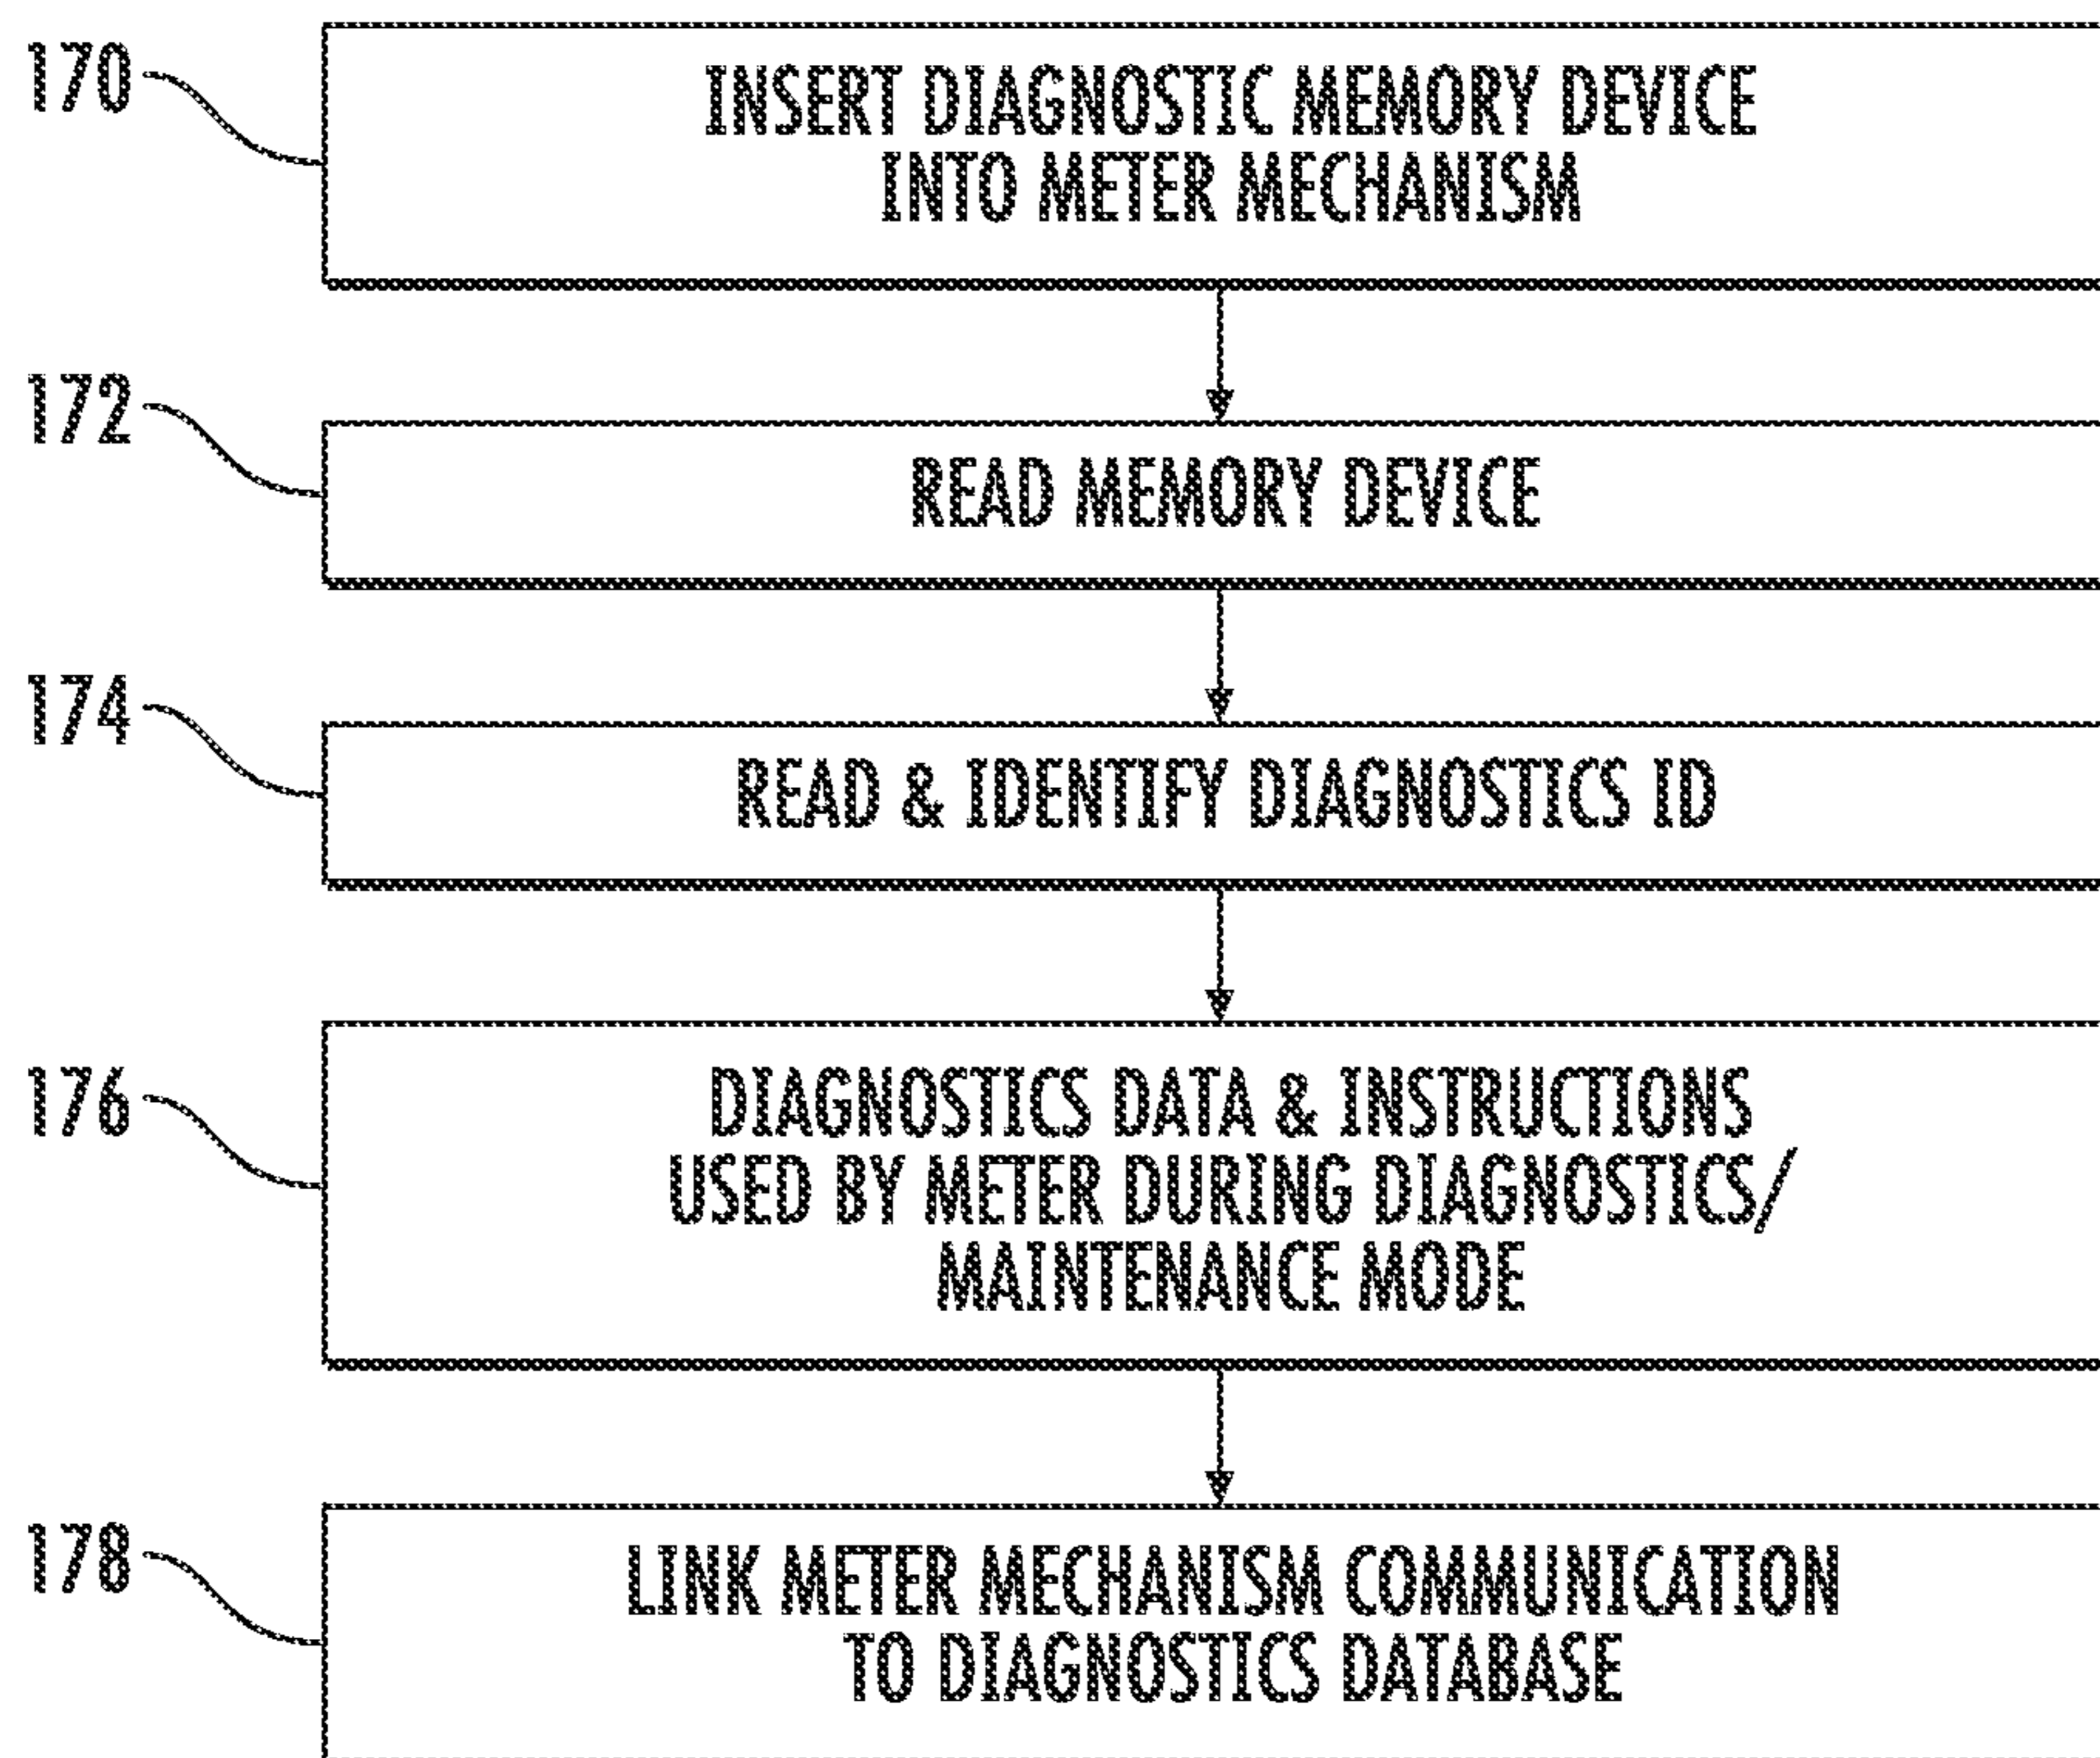 170
INSERT DIAGNOSTIC MEMORY DEVICE
INTO METER MECHANISM
172
READ MEMORY DEVICE
174
READ & IDENTIFY DIAGNOSTICS ID
176
DIAGNOSTICS DATA & INSTRUCTIONS
USED BY METER DURING DIAGNOSTICS/
MAINTENANCE MODE
178
LINK METER MECHANISM COMMUNICATION
TO DIAGNOSTICS DATABASE